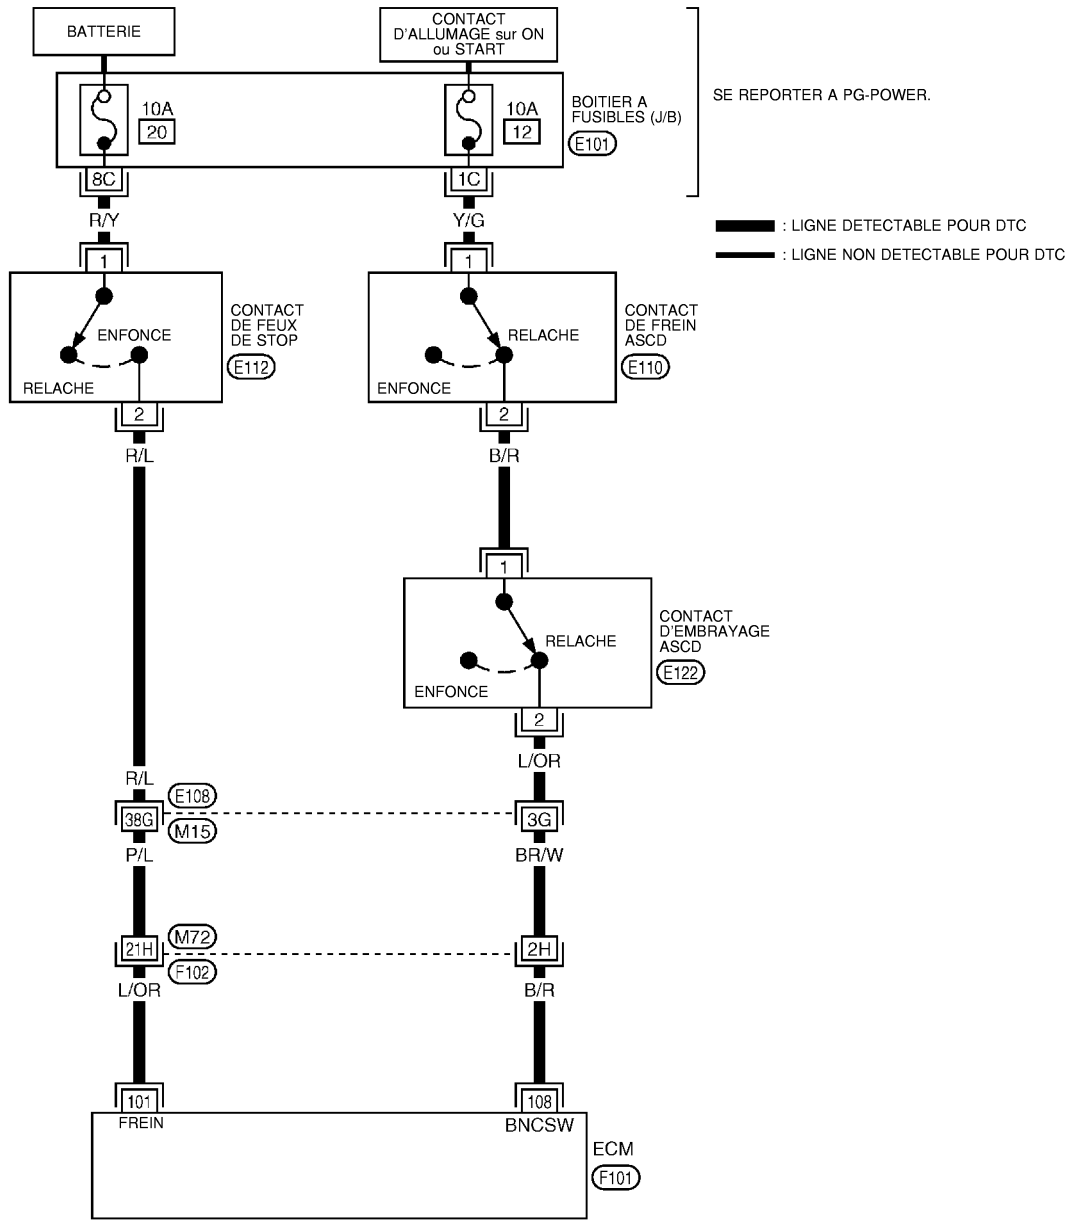 BATTERIE
CONTACT
D'ALLUMAGE sur ON
ou START
10A
20
10A
12
BOITIER A
FUSIBLES (J/B)
E101
SE REPORTER A PG-POWER.
8C
1C
R/Y
Y/G
: LIGNE DETECTABLE POUR DTC
: LIGNE NON DETECTABLE POUR DTC
1
1
ENFONCE
RELACHE
CONTACT
DE FEUX
DE STOP
E112
RELACHE
ENFONCE
CONTACT
DE FREIN
ASCD
E110
2
2
R/L
B/R
1
RELACHE
ENFONCE
CONTACT
D'EMBRAYAGE
ASCD
E122
2
L/OR
R/L
E108
38G
M15
3G
P/L
BR/W
M72
21H
F102
2H
L/OR
B/R
101
108
FREIN
BNCSW
ECM
F101